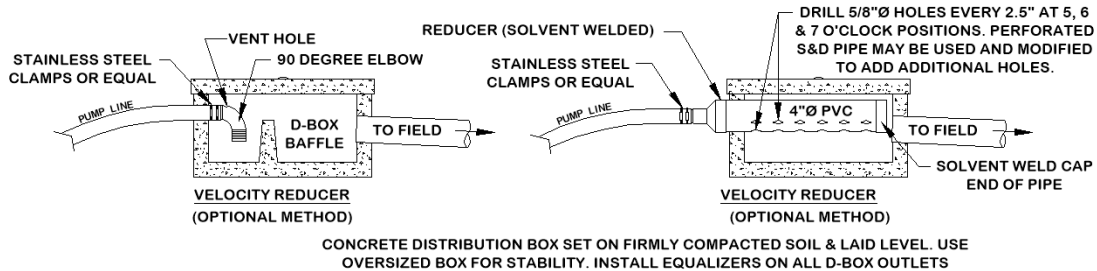 STAINLESS STEEL
CLAMPS OR EQUAL
VENT HOLE
90 DEGREE ELBOW
PUMP LINE
D-BOX
BAFFLE
TO FIELD
VELOCITY REDUCER
(OPTIONAL METHOD)
REDUCER (SOLVENT WELDED)
STAINLESS STEEL
CLAMPS OR EQUAL
DRILL 5/8"Ø HOLES EVERY 2.5" AT 5, 6
& 7 O'CLOCK POSITIONS. PERFORATED
S&D PIPE MAY BE USED AND MODIFIED
TO ADD ADDITIONAL HOLES.
PUMP LINE
4"Ø PVC
TO FIELD
SOLVENT WELD CAP
END OF PIPE
VELOCITY REDUCER
(OPTIONAL METHOD)
CONCRETE DISTRIBUTION BOX SET ON FIRMLY COMPACTED SOIL & LAID LEVEL. USE
OVERSIZED BOX FOR STABILITY. INSTALL EQUALIZERS ON ALL D-BOX OUTLETS